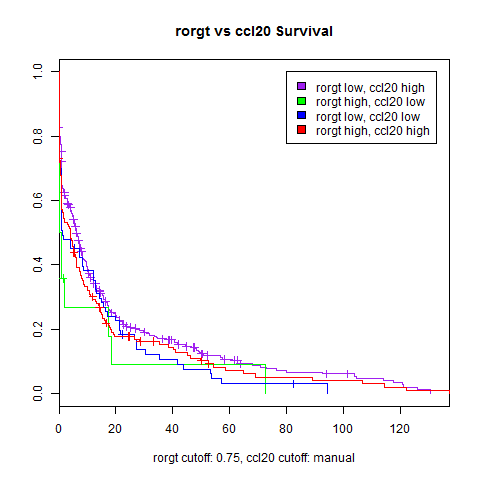 rorgt vs ccl20 Survival
rorgt low, ccl20 high
rorgt high, ccl20 low
rorgt low, ccl20 low
rorgt high, ccl20 high
1.0
0.8
0.6
0.4
0.2
0.0
0 20 40 60 80 100 120
rorgt cutoff: 0.75, ccl20 cutoff: manual